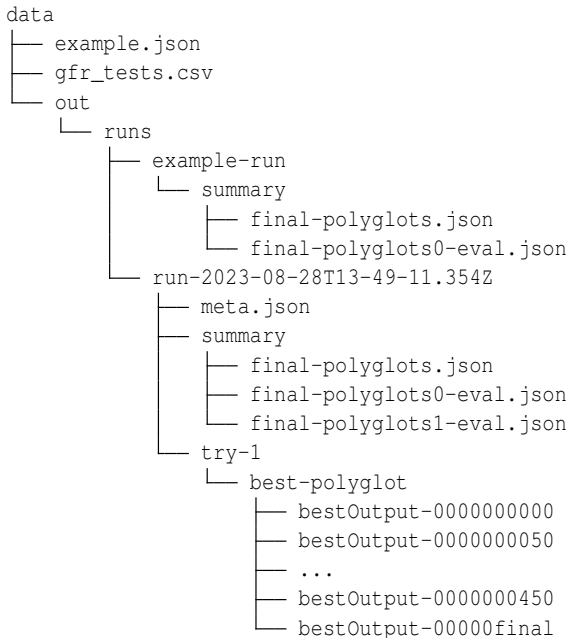 data
├── example.json
├── gfr_tests.csv
└── out
    └── runs
        ├── example-run
        │   └── summary
        │       ├── final-polyglots.json
        │       └── final-polyglots0-eval.json
        └── run-2023-08-28T13-49-11.354Z
            ├── meta.json
            ├── summary
            │   ├── final-polyglots.json
            │   ├── final-polyglots0-eval.json
            │   └── final-polyglots1-eval.json
            └── try-1
                └── best-polyglot
                    ├── bestOutput-0000000000
                    ├── bestOutput-0000000050
                    ├── ...
                    ├── bestOutput-0000000450
                    └── bestOutput-00000final